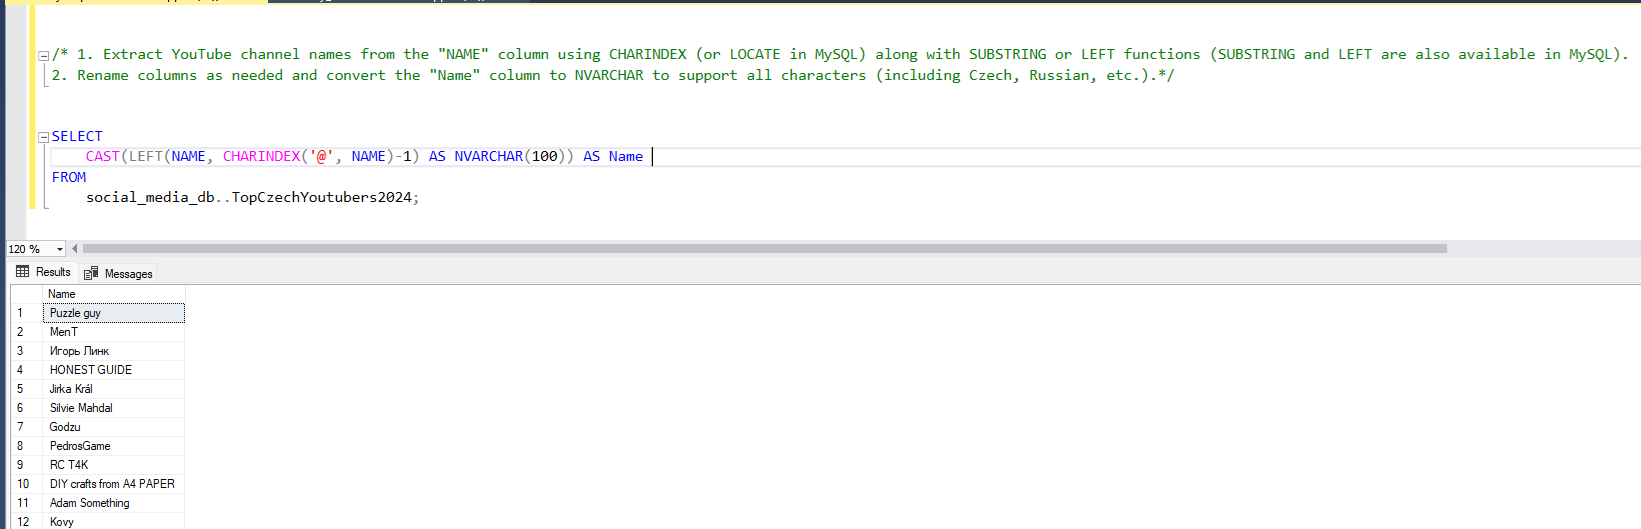 /* 1. Extract YouTube channel names from the "NAME" column using CHARINDEX (or LOCATE in MySQL) along with SUBSTRING or LEFT functions (SUBSTRING and LEFT are also available in MySQL).
2. Rename columns as needed and convert the "Name" column to NVARCHAR to support all characters (including Czech, Russian, etc.).*/
SELECT
CAST(LEFT(NAME, CHARINDEX('@', NAME)-1) AS NVARCHAR(100)) AS Name
FROM
social_media_db..TopCzechYoutubers2024;
120 %
Results Messages
Name
1 Puzzle guy
2 MenT
3 Игорь Линк
4 HONEST GUIDE
5 Jirka Král
6 Silvie Mahdal
7 Godzu
8 PedrosGame
9 RC T4K
10 DIY crafts from A4 PAPER
11 Adam Something
12 Kovy